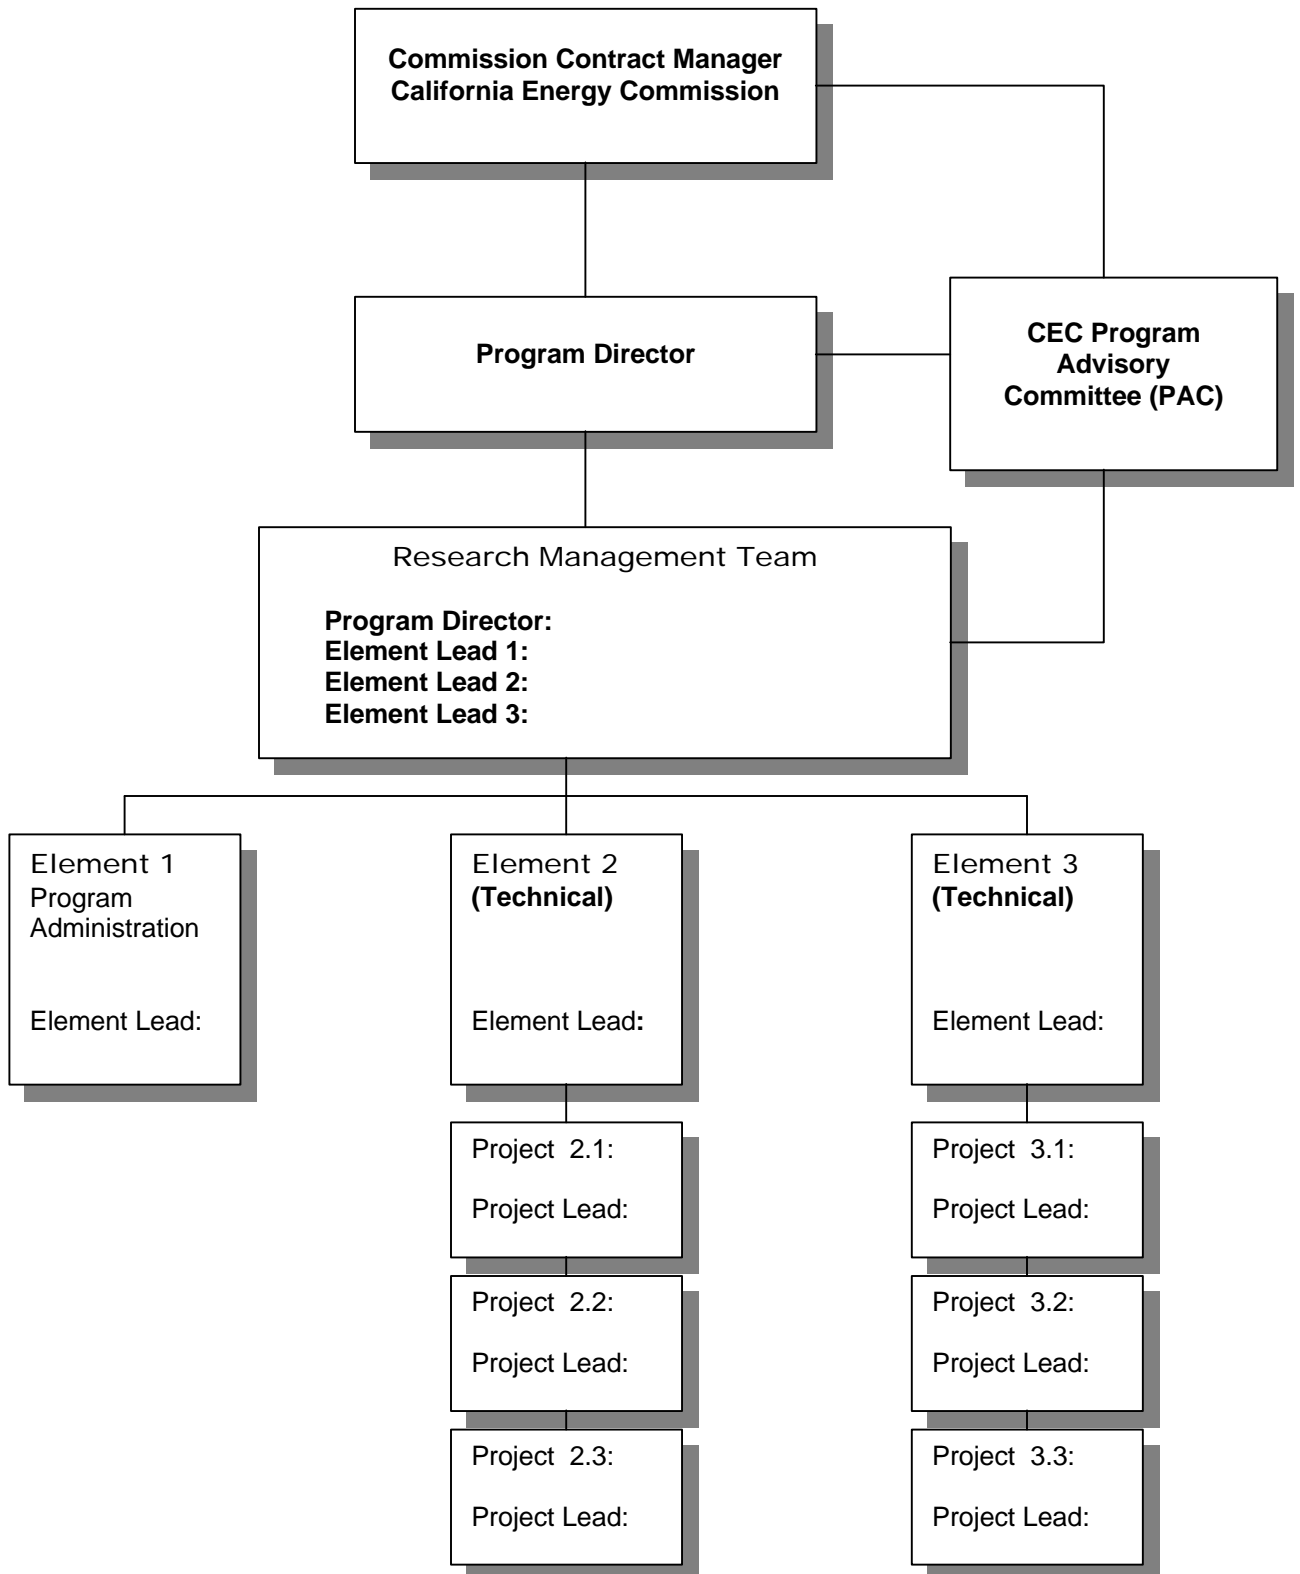 Commission Contract Manager
California Energy Commission
Program Director
CEC Program
Advisory
Committee (PAC)
Research Management Team
Program Director:
Element Lead 1:
Element Lead 2:
Element Lead 3:
Element 1
Program
Administration
Element Lead:
Element 2
(Technical)
Element Lead:
Element 3
(Technical)
Element Lead:
Project  2.1:
Project Lead:
Project  3.1:
Project Lead:
Project  2.2:
Project Lead:
Project  3.2:
Project Lead:
Project  2.3:
Project Lead:
Project  3.3:
Project Lead: